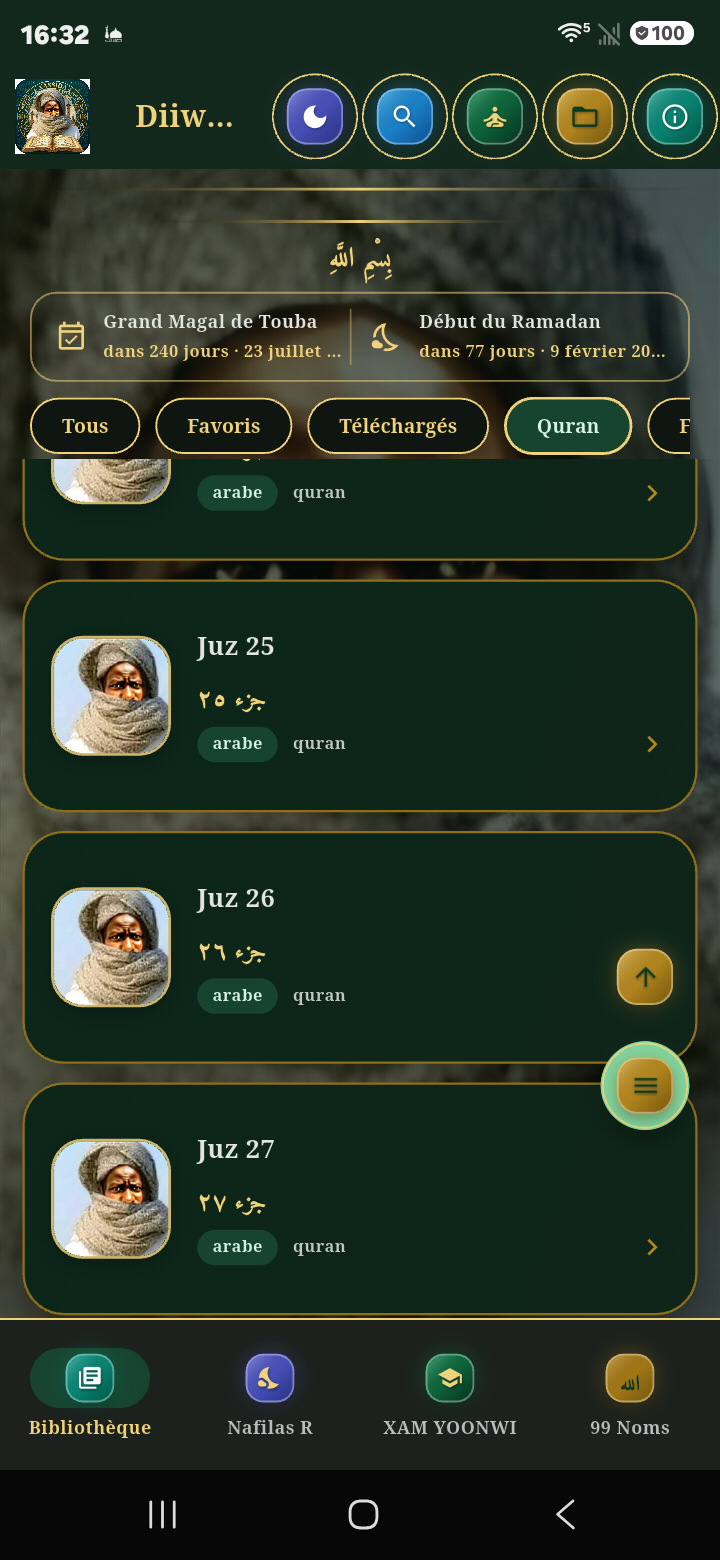 16:32
5
100
Diiw...
بِسْمِ اللَّهِ
Grand Magal de Touba
dans 240 jours · 23 juillet ...
Début du Ramadan
dans 77 jours · 9 février 20...
Tous
Favoris
Téléchargés
Quran
F
arabe
quran
Juz 25
جزء ٢٥
arabe
quran
Juz 26
جزء ٢٦
arabe
quran
Juz 27
جزء ٢٧
arabe
quran
الله
Bibliothèque
Nafilas R
XAM YOONWI
99 Noms